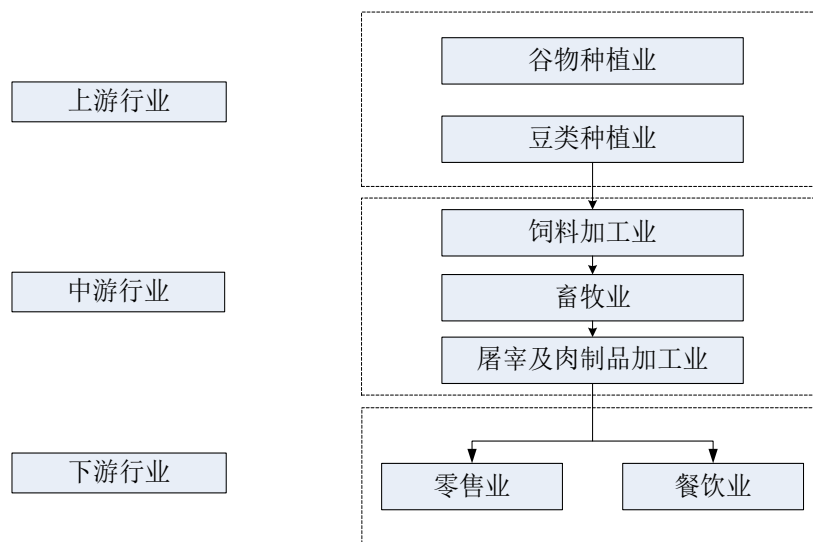 谷物种植业
上游行业
豆类种植业
饲料加工业
中游行业
畜牧业
屠宰及肉制品加工业
下游行业
零售业
餐饮业